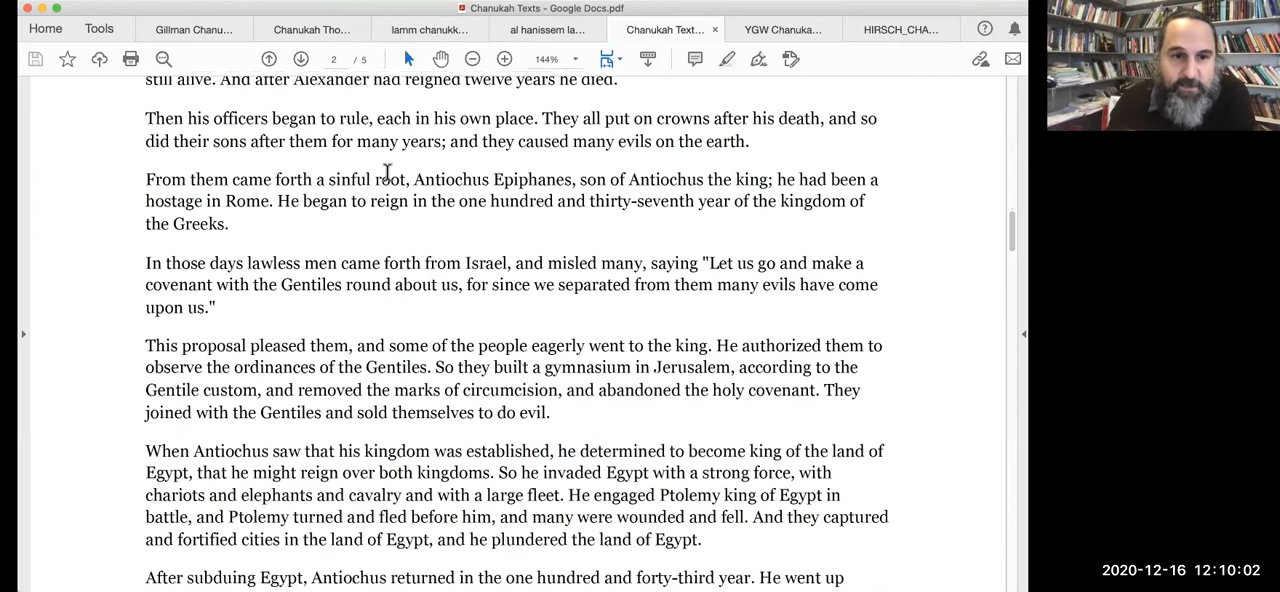 Chanukah Texts - Google Docs.pdf
Home Tools Gillman Chanu... Chanukah Tho... lamm chanukk... al hanissem la... Chanukah Text... × YGW Chanuka... HIRSCH_CHA...
2 / 5 144%
still alive. And after Alexander had reigned twelve years he died.
Then his officers began to rule, each in his own place. They all put on crowns after his death, and so
did their sons after them for many years; and they caused many evils on the earth.
From them came forth a sinful root, Antiochus Epiphanes, son of Antiochus the king; he had been a
hostage in Rome. He began to reign in the one hundred and thirty-seventh year of the kingdom of
the Greeks.
In those days lawless men came forth from Israel, and misled many, saying "Let us go and make a
covenant with the Gentiles round about us, for since we separated from them many evils have come
upon us."
This proposal pleased them, and some of the people eagerly went to the king. He authorized them to
observe the ordinances of the Gentiles. So they built a gymnasium in Jerusalem, according to the
Gentile custom, and removed the marks of circumcision, and abandoned the holy covenant. They
joined with the Gentiles and sold themselves to do evil.
When Antiochus saw that his kingdom was established, he determined to become king of the land of
Egypt, that he might reign over both kingdoms. So he invaded Egypt with a strong force, with
chariots and elephants and cavalry and with a large fleet. He engaged Ptolemy king of Egypt in
battle, and Ptolemy turned and fled before him, and many were wounded and fell. And they captured
and fortified cities in the land of Egypt, and he plundered the land of Egypt.
After subduing Egypt, Antiochus returned in the one hundred and forty-third year. He went up
2020-12-16 12:10:02